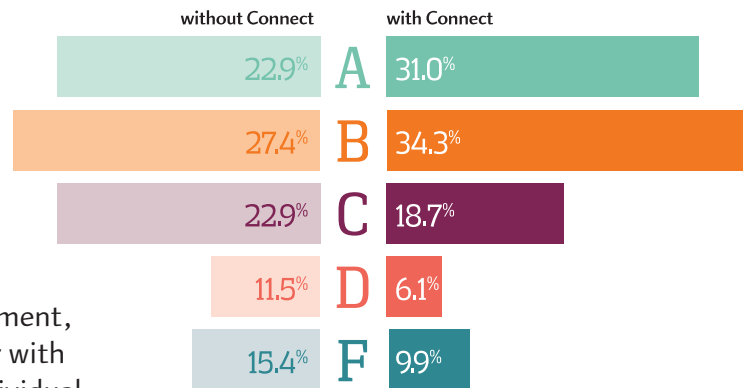 without Connect with Connect
22.9% A 31.0%
27.4% B 34.3%
22.9% C 18.7%
11.5% D 6.1%
ment,
with
15.4% F 9.9%